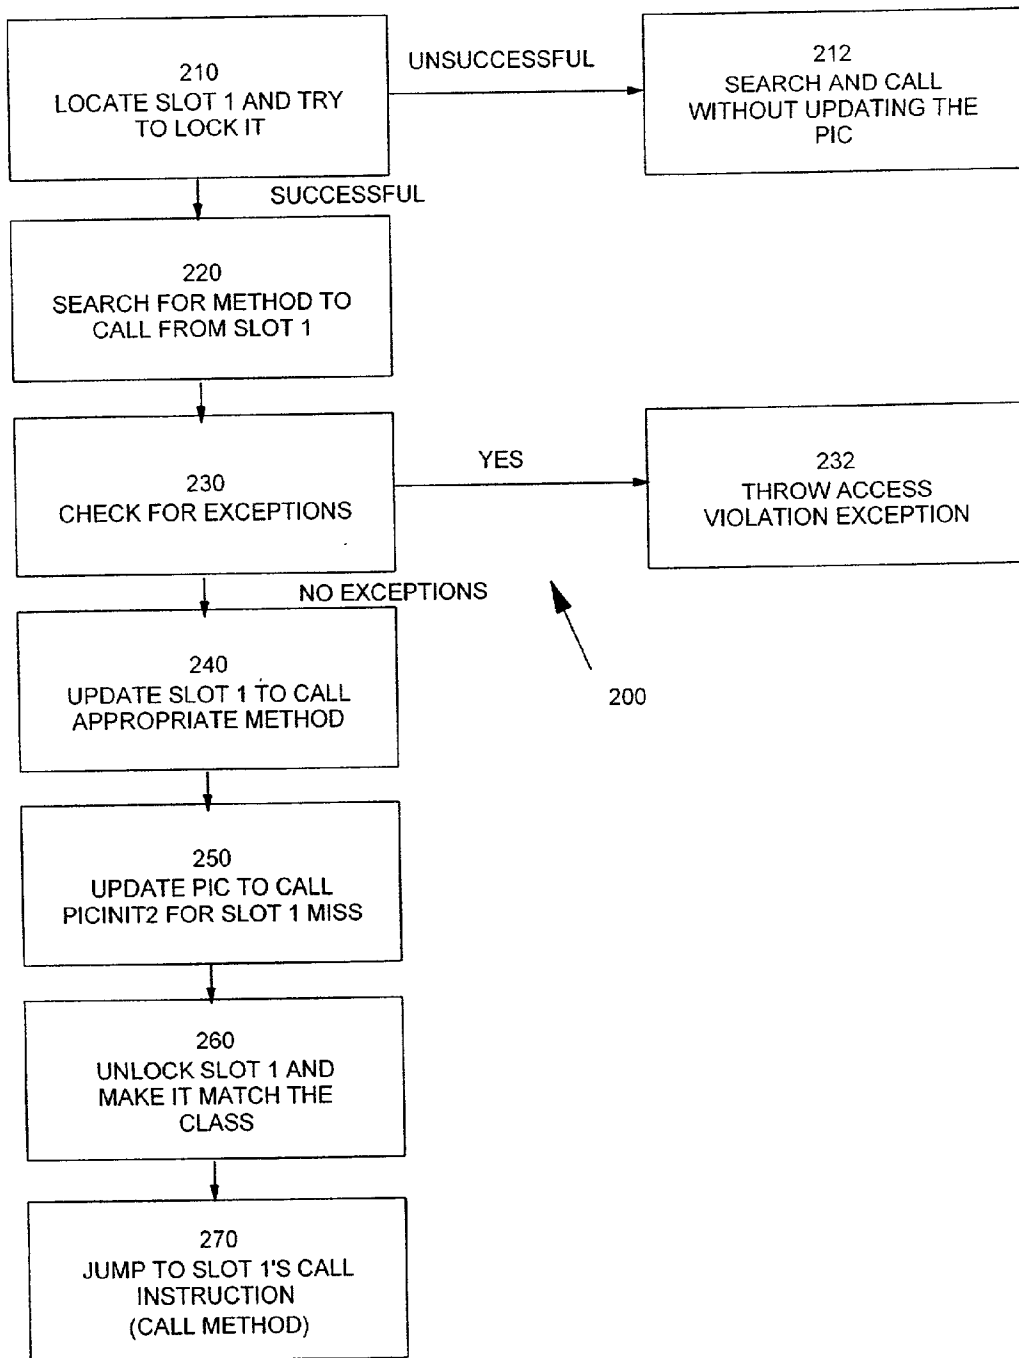 210
LOCATE SLOT 1 AND TRY
TO LOCK IT
UNSUCCESSFUL
212
SEARCH AND CALL
WITHOUT UPDATING THE
PIC
SUCCESSFUL
220
SEARCH FOR METHOD TO
CALL FROM SLOT 1
230
CHECK FOR EXCEPTIONS
YES
232
THROW ACCESS
VIOLATION EXCEPTION
NO EXCEPTIONS
200
240
UPDATE SLOT 1 TO CALL
APPROPRIATE METHOD
250
UPDATE PIC TO CALL
PICINIT2 FOR SLOT 1 MISS
260
UNLOCK SLOT 1 AND
MAKE IT MATCH THE
CLASS
270
JUMP TO SLOT 1'S CALL
INSTRUCTION
(CALL METHOD)